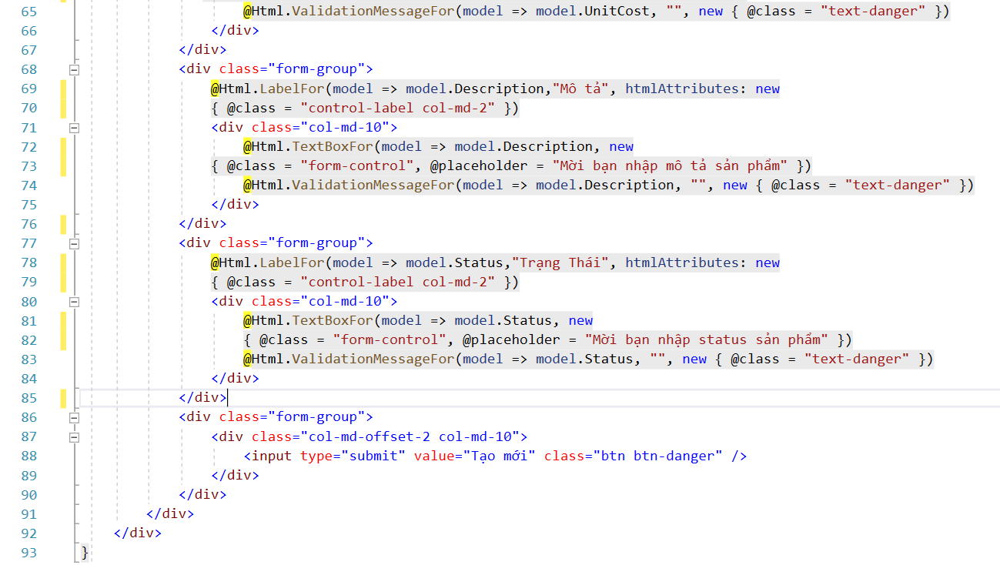 65 @Html.ValidationMessageFor(model => model.UnitCost, "", new { @class = "text-danger" })
66 </div>
67 </div>
68 <div class="form-group">
69 @Html.LabelFor(model => model.Description,"Mô tả", htmlAttributes: new
70 { @class = "control-label col-md-2" })
71 <div class="col-md-10">
72 @Html.TextBoxFor(model => model.Description, new
73 { @class = "form-control", @placeholder = "Mời bạn nhập mô tả sản phẩm" })
74 @Html.ValidationMessageFor(model => model.Description, "", new { @class = "text-danger" })
75 </div>
76 </div>
77 <div class="form-group">
78 @Html.LabelFor(model => model.Status,"Trạng Thái", htmlAttributes: new
79 { @class = "control-label col-md-2" })
80 <div class="col-md-10">
81 @Html.TextBoxFor(model => model.Status, new
82 { @class = "form-control", @placeholder = "Mời bạn nhập status sản phẩm" })
83 @Html.ValidationMessageFor(model => model.Status, "", new { @class = "text-danger" })
84 </div>
85 </div>
86 <div class="form-group">
87 <div class="col-md-offset-2 col-md-10">
88 <input type="submit" value="Tạo mới" class="btn btn-danger" />
89 </div>
90 </div>
91 </div>
92 </div>
93 }